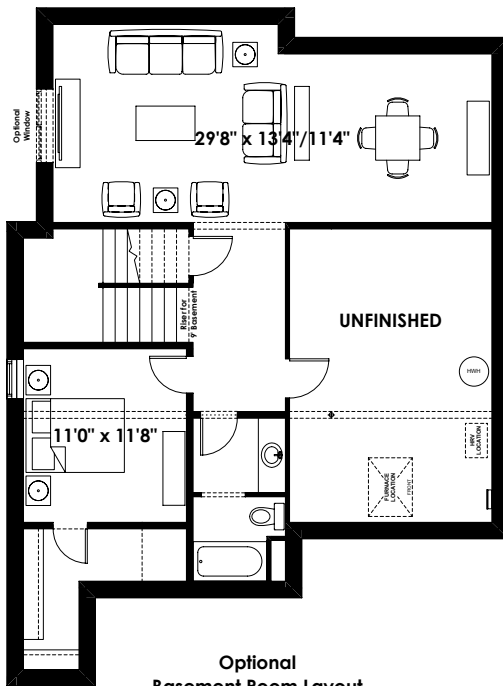 Optional
Window
29'8" x 13'4"/11'4"
Riser for
9' Basement
UNFINISHED
HWH
11'0" x 11'8"
HRV
LOCATION
FURNACE
LOCATION
FRONT
Optional
Basement Room Layout